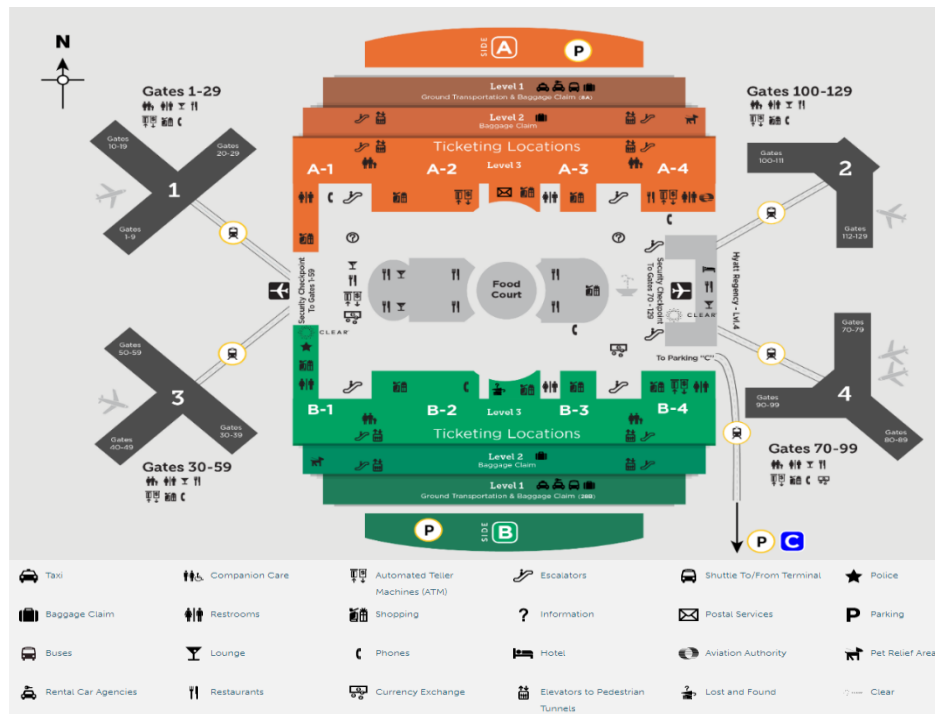 N
SIDE A P
Level 1
Ground Transportation & Baggage Claim (BA)
Level 2
Baggage Claim
Ticketing Locations
Level 3
A-1 A-2 A-3 A-4
Gates 1-29
Gates
10-19
Gates
20-29
1
Gates
1-9
Gates 100-129
Gates
100-111
2
Gates
112-129
Security Checkpoint
To Gates 1-59
CLEAR
Food
Court
Security Checkpoint
To Gates 70 - 129
CLEAR
Hyatt Regency - Lvl.4
To Parking "C"
Gates
50-59
3
Gates
40-49
Gates
30-39
Gates 30-59
Gates
70-79
4
Gates
90-99
Gates
80-89
Gates 70-99
B-1 B-2 B-3 B-4
Level 3
Ticketing Locations
Level 2
Baggage Claim
Level 1
Ground Transportation & Baggage Claim (2BB)
P SIDE B
P C
Taxi
Companion Care
Automated Teller
Machines (ATM)
Escalators
Shuttle To/From Terminal
Police
Baggage Claim
Restrooms
Shopping
? Information
Postal Services
P Parking
Buses
Lounge
Phones
Hotel
Aviation Authority
Pet Relief Area
Rental Car Agencies
Restaurants
Currency Exchange
Elevators to Pedestrian
Tunnels
Lost and Found
Clear